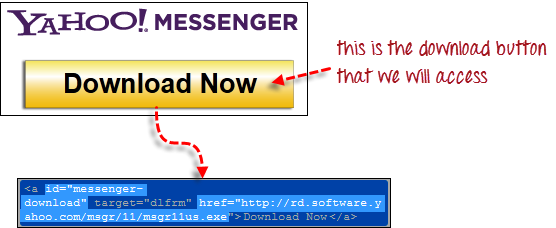 YAHOO! MESSENGER
Download Now
this is the download button
that we will access
<a id="messenger-
download" target="dlfrm" href="http://rd.software.y
ahoo.com/msgr/11/msgr11us.exe">Download Now</a>